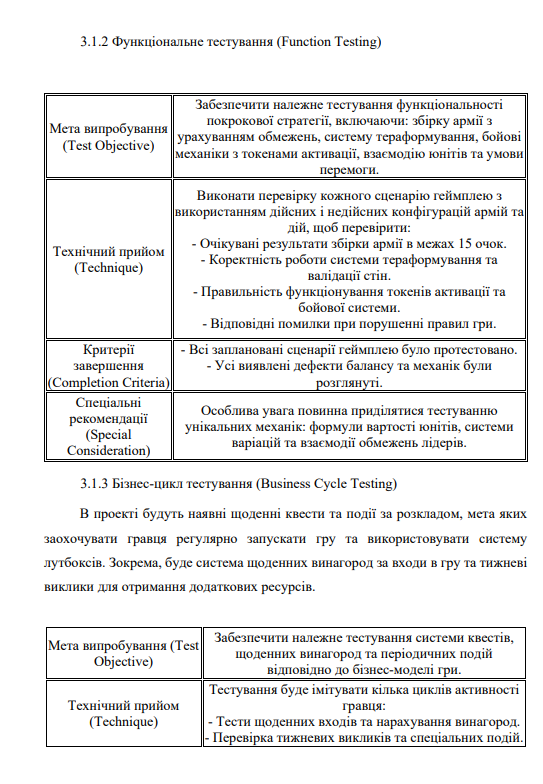 3.1.2 Функціональне тестування (Function Testing)
Мета випробування
(Test Objective)
Забезпечити належне тестування функціональності
покрокової стратегії, включаючи: збірку армії з
урахуванням обмежень, систему тераформування, бойові
механіки з токенами активації, взаємодію юнітів та умови
перемоги.
Технічний прийом
(Technique)
Виконати перевірку кожного сценарію геймплею з
використанням дійсних і недійсних конфігурацій армій та
дій, щоб перевірити:
- Очікувані результати збірки армії в межах 15 очок.
- Коректність роботи системи тераформування та
валідації стін.
- Правильність функціонування токенів активації та
бойової системи.
- Відповідні помилки при порушенні правил гри.
Критерії
завершення
(Completion Criteria)
- Всі заплановані сценарії геймплею було протестовано.
- Усі виявлені дефекти балансу та механік були
розглянуті.
Спеціальні
рекомендації
(Special
Consideration)
Особлива увага повинна приділятися тестуванню
унікальних механік: формули вартості юнітів, системи
варіацій та взаємодії обмежень лідерів.
3.1.3 Бізнес-цикл тестування (Business Cycle Testing)
В проекті будуть наявні щоденні квести та події за розкладом, мета яких
заохочувати гравця регулярно запускати гру та використовувати систему
лутбоксів. Зокрема, буде система щоденних винагород за входи в гру та тижневі
виклики для отримання додаткових ресурсів.
Мета випробування (Test
Objective)
Забезпечити належне тестування системи квестів,
щоденних винагород та періодичних подій
відповідно до бізнес-моделі гри.
Технічний прийом
(Technique)
Тестування буде імітувати кілька циклів активності
гравця:
- Тести щоденних входів та нарахування винагород.
- Перевірка тижневих викликів та спеціальних подій.